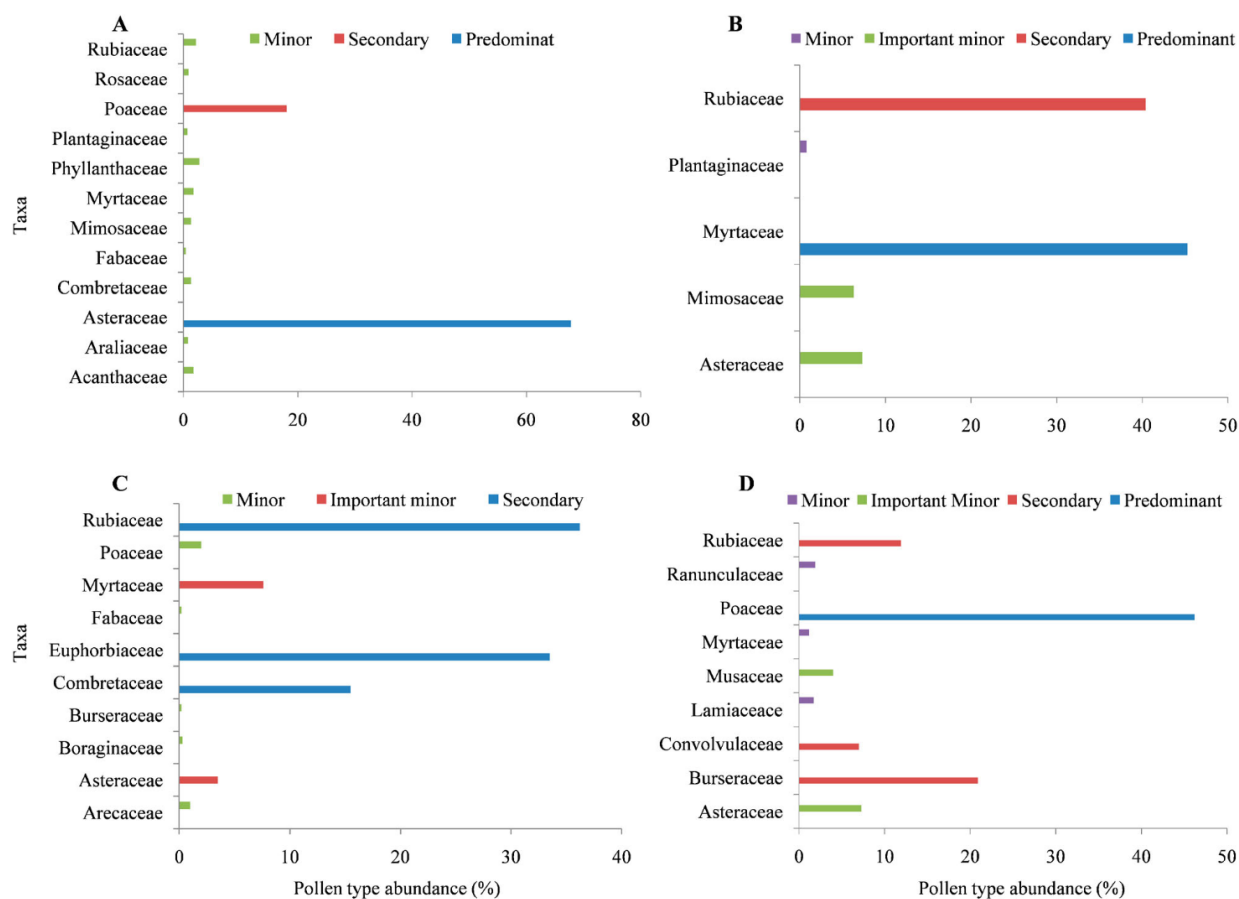 A
Minor Secondary Predominat
Rubiaceae
Rosaceae
Poaceae
Plantaginaceae
Phyllanthaceae
Myrtaceae
Mimosaceae
Fabaceae
Combretaceae
Asteraceae
Araliaceae
Acanthaceae
Taxa
0 20 40 60 80
B
Minor Important minor Secondary Predominant
Rubiaceae
Plantaginaceae
Myrtaceae
Mimosaceae
Asteraceae
0 10 20 30 40 50
C
Minor Important minor Secondary
Rubiaceae
Poaceae
Myrtaceae
Fabaceae
Euphorbiaceae
Combretaceae
Burseraceae
Boraginaceae
Asteraceae
Arecaceae
Taxa
0 10 20 30 40
Pollen type abundance (%)
D
Minor Important Minor Secondary Predominant
Rubiaceae
Ranunculaceae
Poaceae
Myrtaceae
Musaceae
Lamiaceace
Convolvulaceae
Burseraceae
Asteraceae
0 10 20 30 40 50
Pollen type abundance (%)